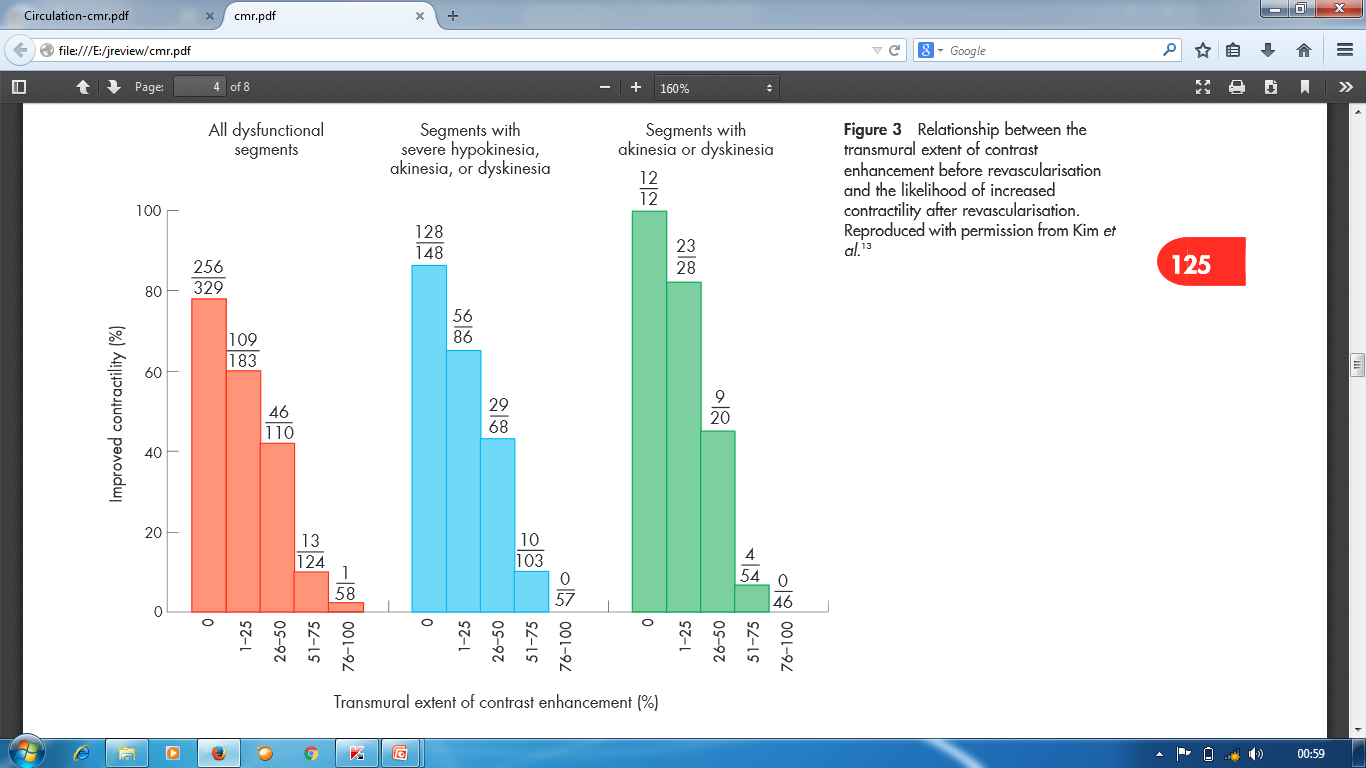 Circulation-cmr.pdf
cmr.pdf
file:///E:/jreview/cmr.pdf
Google
Page:
4
of 8
160%
All dysfunctional
segments
Segments with
severe hypokinesia,
akinesia, or dyskinesia
Segments with
akinesia or dyskinesia
Figure 3 Relationship between the
transmural extent of contrast
enhancement before revascularisation
and the likelihood of increased
contractility after revascularisation.
Reproduced with permission from Kim et
al.13
125
Improved contractility (%)
100
80
60
40
20
0
256
329
109
183
46
110
13
124
1
58
128
148
56
86
29
68
10
103
0
57
12
12
23
28
9
20
4
54
0
46
0
1–25
26–50
51–75
76–100
0
1–25
26–50
51–75
76–100
0
1–25
26–50
51–75
76–100
Transmural extent of contrast enhancement (%)
00:59